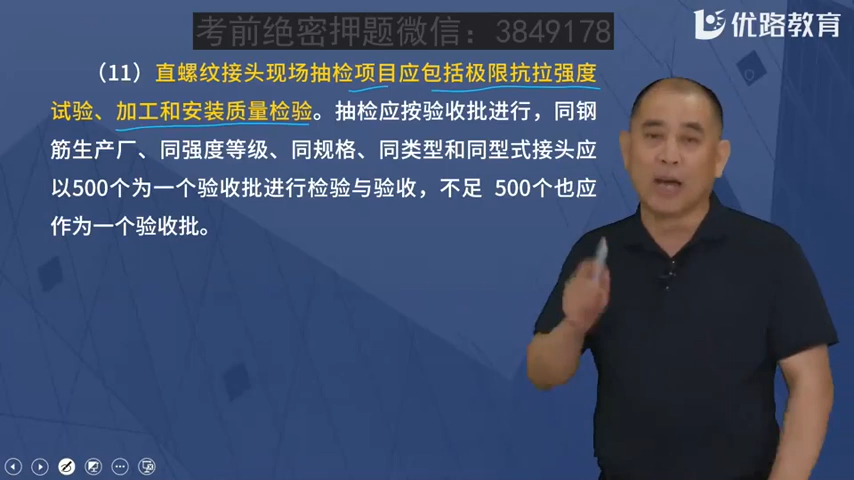 考前绝密押题微信：3849178
优路教育
（11）直螺纹接头现场抽检项目应包括极限抗拉强度
试验、加工和安装质量检验。抽检应按验收批进行，同钢
筋生产厂、同强度等级、同规格、同类型和同型式接头应
以500个为一个验收批进行检验与验收，不足 500个也应
作为一个验收批。